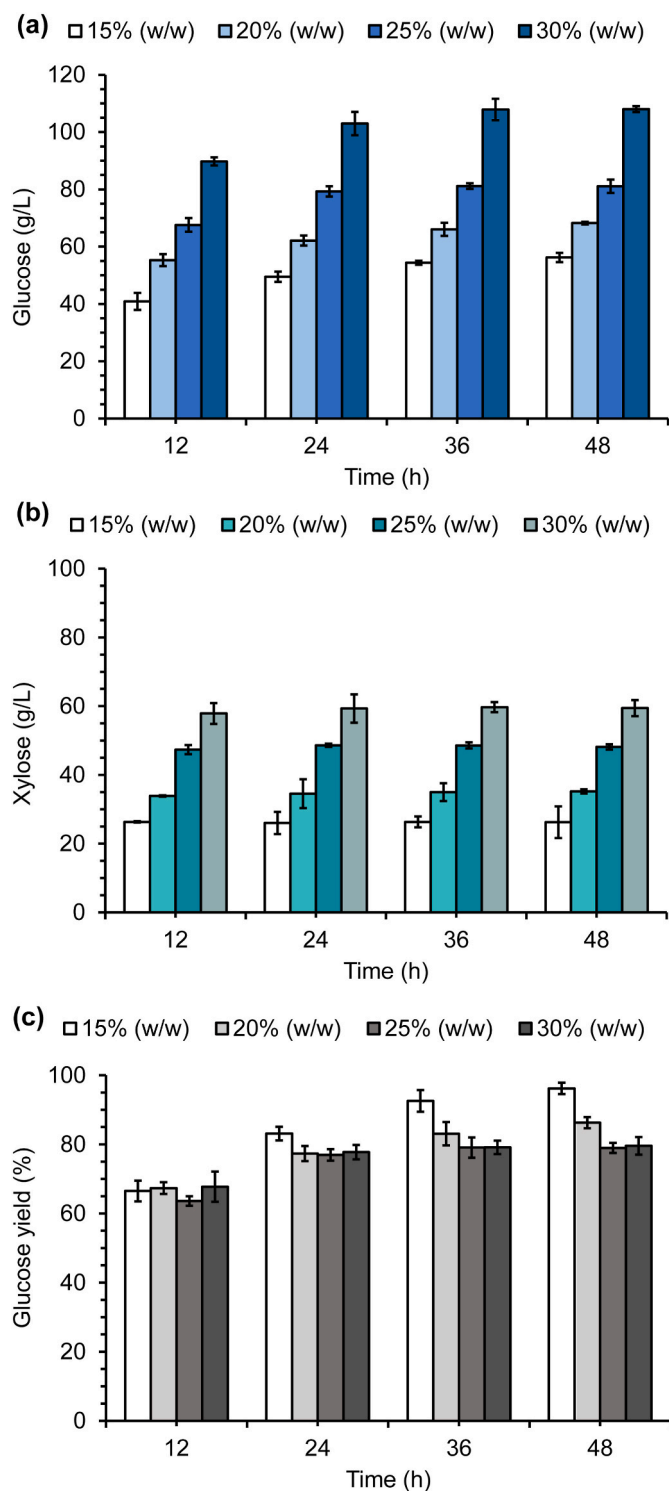 (a)
15% (w/w) 20% (w/w) 25% (w/w) 30% (w/w)
120
100
80
60
40
20
0
Glucose (g/L)
12 24 36 48
Time (h)
(b)
15% (w/w) 20% (w/w) 25% (w/w) 30% (w/w)
100
80
60
40
20
0
Xylose (g/L)
12 24 36 48
Time (h)
(c)
15% (w/w) 20% (w/w) 25% (w/w) 30% (w/w)
100
80
60
40
20
0
Glucose yield (%)
12 24 36 48
Time (h)